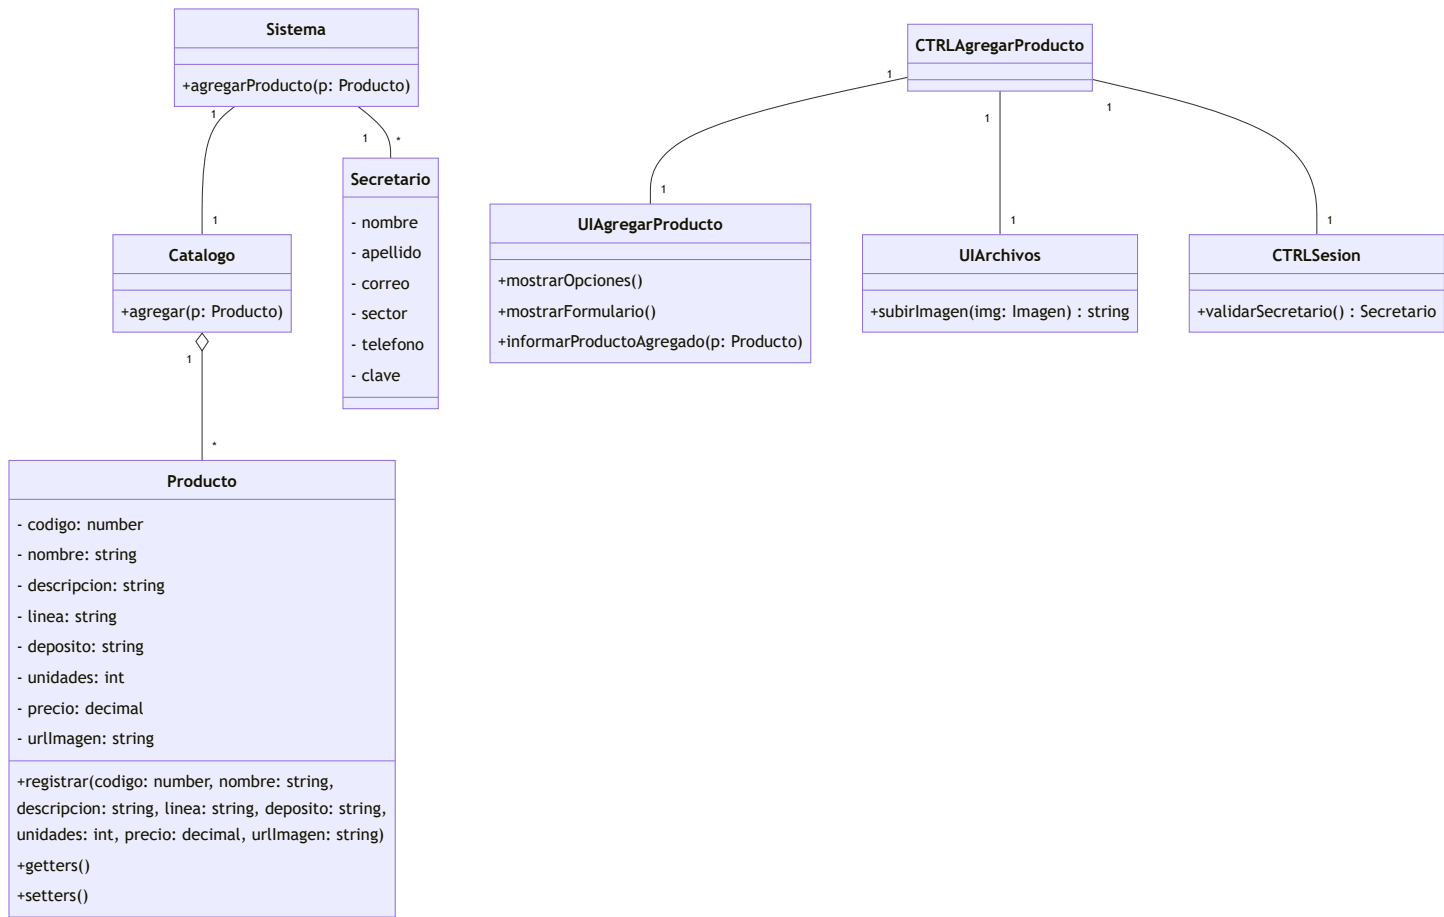 Sistema
+agregarProducto(p: Producto)
1
1
*
1
Catalogo
+agregar(p: Producto)
1
*
Secretario
- nombre
- apellido
- correo
- sector
- telefono
- clave
Producto
- codigo: number
- nombre: string
- descripcion: string
- linea: string
- deposito: string
- unidades: int
- precio: decimal
- urlImagen: string
+registrar(codigo: number, nombre: string,
descripcion: string, linea: string, deposito: string,
unidades: int, precio: decimal, urlImagen: string)
+getters()
+setters()
CTRLAgregarProducto
1
1
1
1
1
1
UIAgregarProducto
+mostrarOpciones()
+mostrarFormulario()
+informarProductoAgregado(p: Producto)
UIArchivos
+subirImagen(img: Imagen) : string
CTRLSesion
+validarSecretario() : Secretario